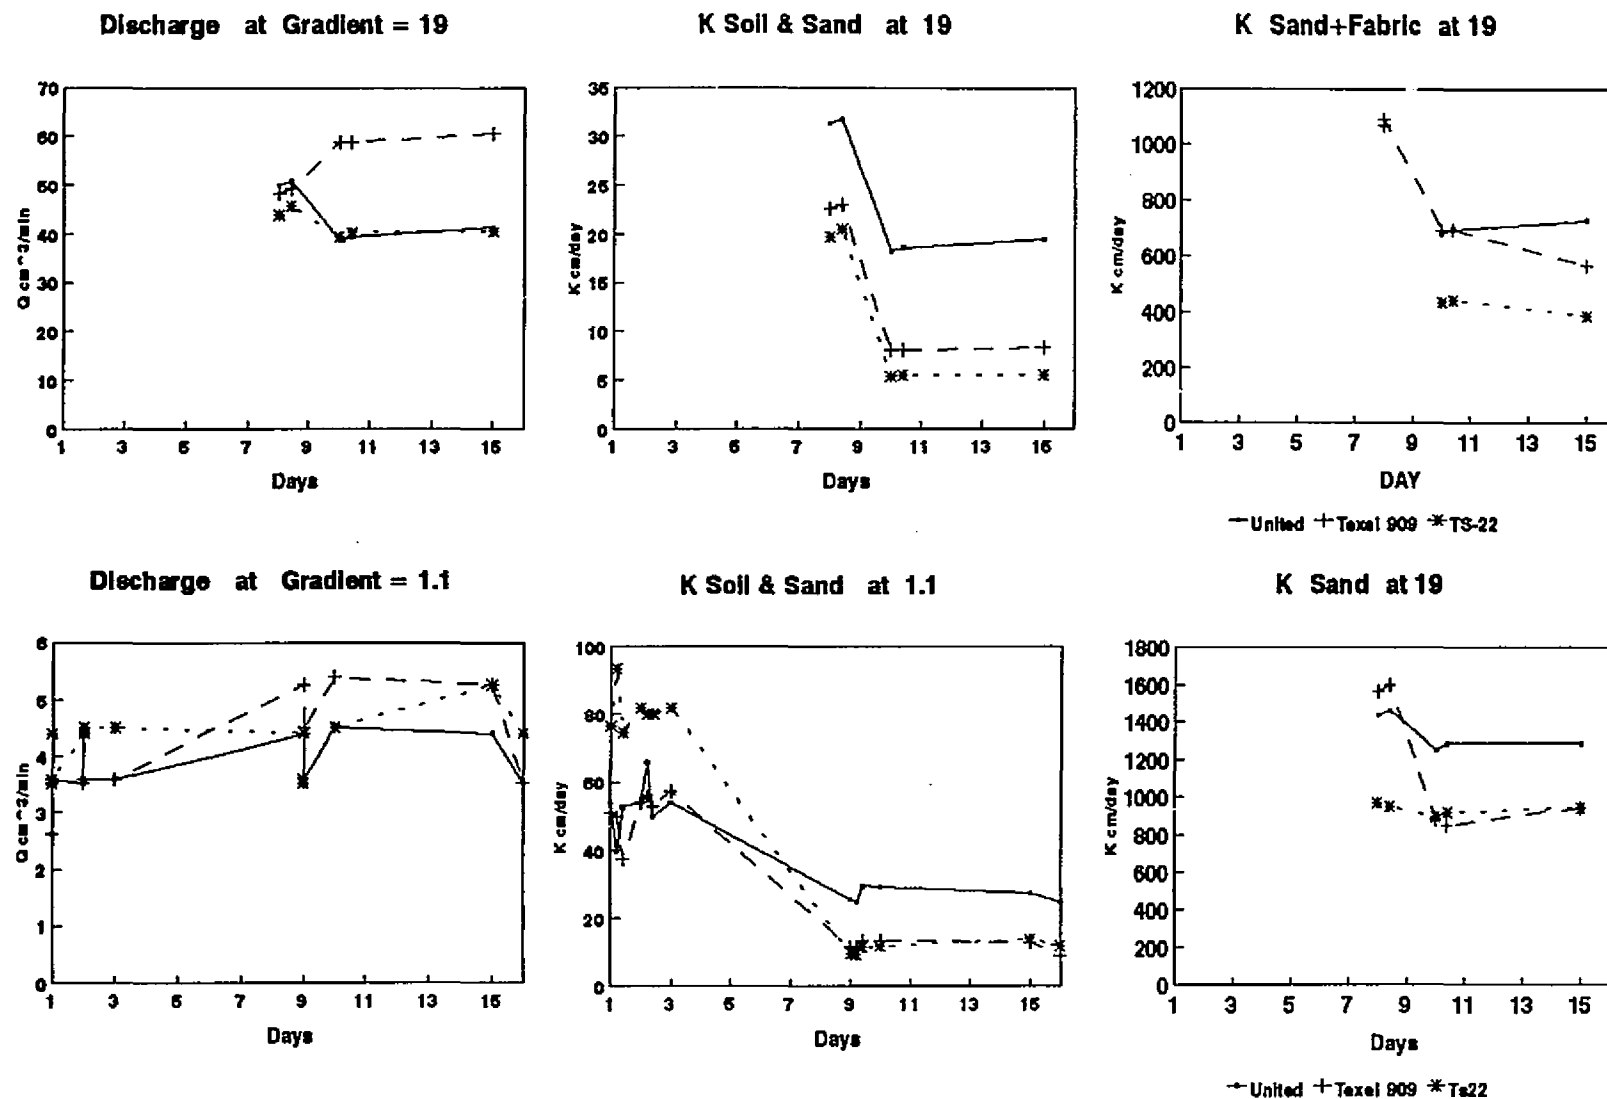 Discharge at Gradient = 19
70
60
50
40
30
20
10
0
Q cm^3/min
1 3 5 7 9 11 13 15
Days
K Soil & Sand at 19
35
30
25
20
15
10
5
0
K cm/day
1 3 5 7 9 11 13 15
Days
K Sand+Fabric at 19
1200
1000
800
600
400
200
0
K cm/day
1 3 5 7 9 11 13 15
DAY
United Texel 909 TS-22
Discharge at Gradient = 1.1
6
5
4
3
2
1
0
Q cm^3/min
1 3 5 7 9 11 13 15
Days
K Soil & Sand at 1.1
100
80
60
40
20
0
K cm/day
1 3 5 7 9 11 13 15
Days
K Sand at 19
1800
1600
1400
1200
1000
800
600
400
200
0
K cm/day
1 3 5 7 9 11 13 15
Days
United Texel 909 Ts22